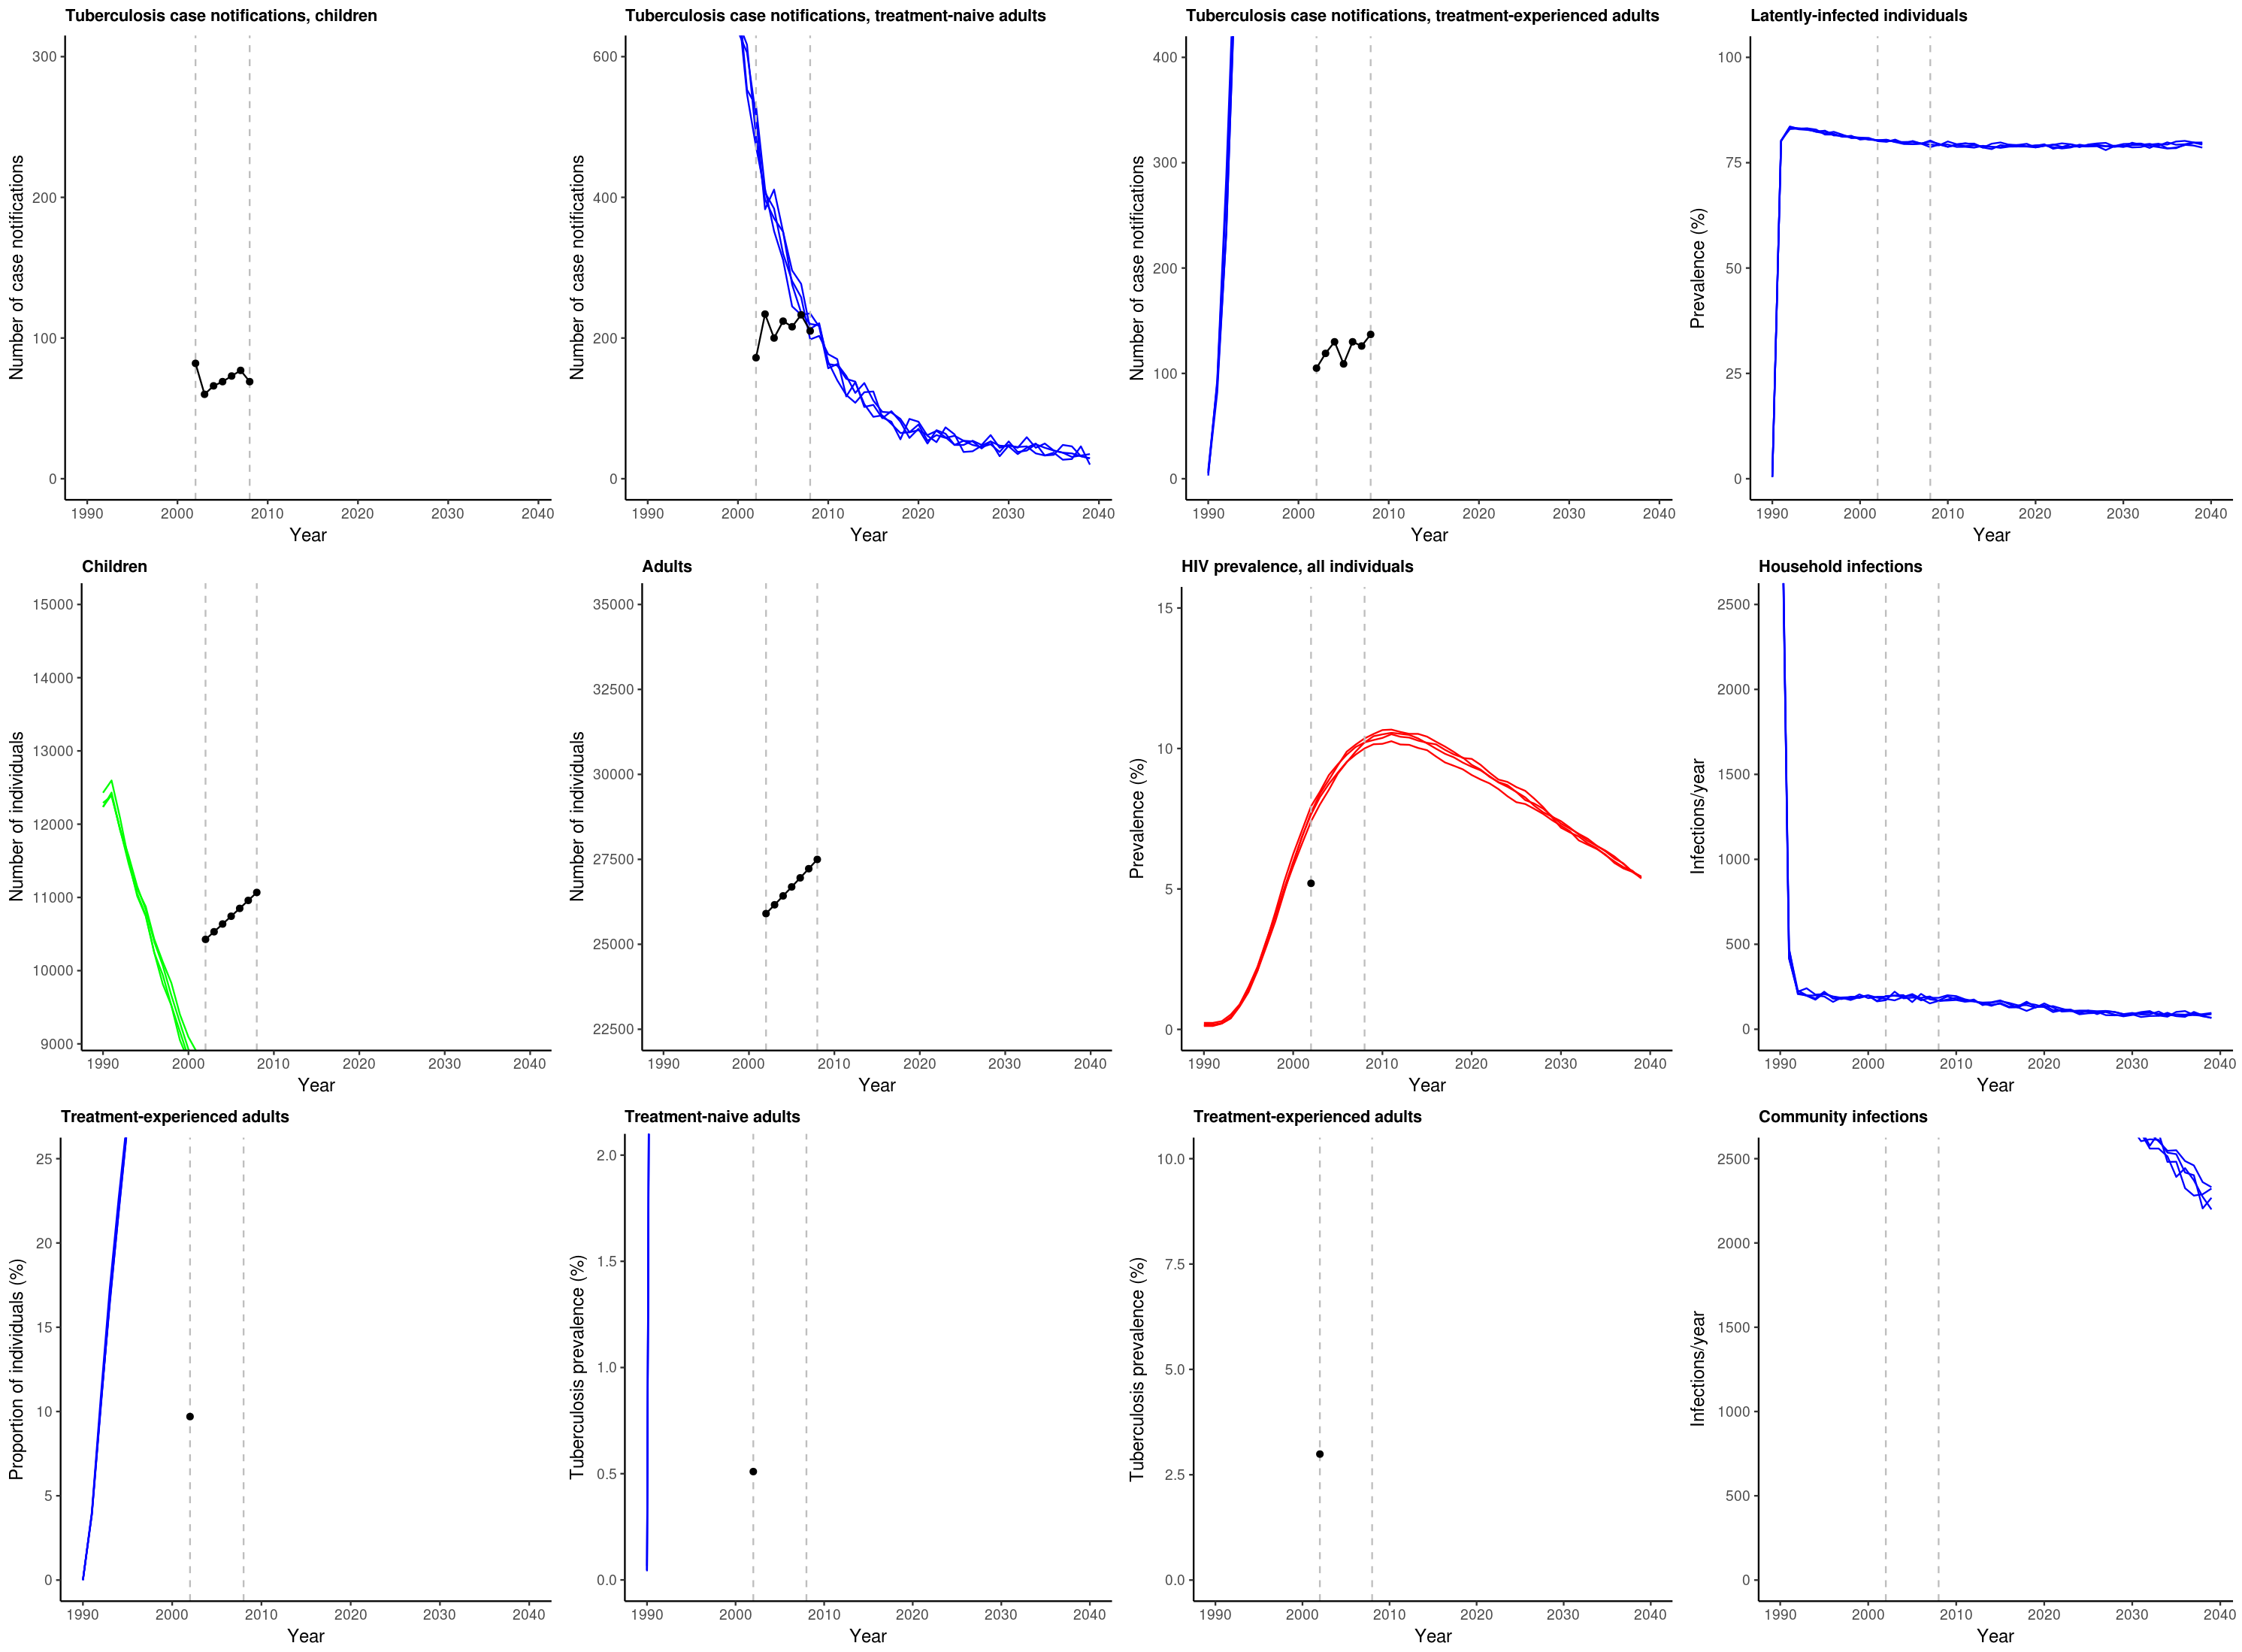 Tuberculosis case notifications, children
Number of case notifications
300
200
100
0
1990 2000 2010 2020 2030 2040
Year
Tuberculosis case notifications, treatment-naive adults
Number of case notifications
600
400
200
0
1990 2000 2010 2020 2030 2040
Year
Tuberculosis case notifications, treatment-experienced adults
Number of case notifications
400
300
200
100
0
1990 2000 2010 2020 2030 2040
Year
Latently-infected individuals
Prevalence (%)
100
75
50
25
0
1990 2000 2010 2020 2030 2040
Year
Children
Number of individuals
15000
14000
13000
12000
11000
10000
9000
1990 2000 2010 2020 2030 2040
Year
Adults
Number of individuals
35000
32500
30000
27500
25000
22500
1990 2000 2010 2020 2030 2040
Year
HIV prevalence, all individuals
Prevalence (%)
15
10
5
0
1990 2000 2010 2020 2030 2040
Year
Household infections
Infections/year
2500
2000
1500
1000
500
0
1990 2000 2010 2020 2030 2040
Year
Treatment-experienced adults
Proportion of individuals (%)
25
20
15
10
5
0
1990 2000 2010 2020 2030 2040
Year
Treatment-naive adults
Tuberculosis prevalence (%)
2.0
1.5
1.0
0.5
0.0
1990 2000 2010 2020 2030 2040
Year
Treatment-experienced adults
Tuberculosis prevalence (%)
10.0
7.5
5.0
2.5
0.0
1990 2000 2010 2020 2030 2040
Year
Community infections
Infections/year
2500
2000
1500
1000
500
0
1990 2000 2010 2020 2030 2040
Year